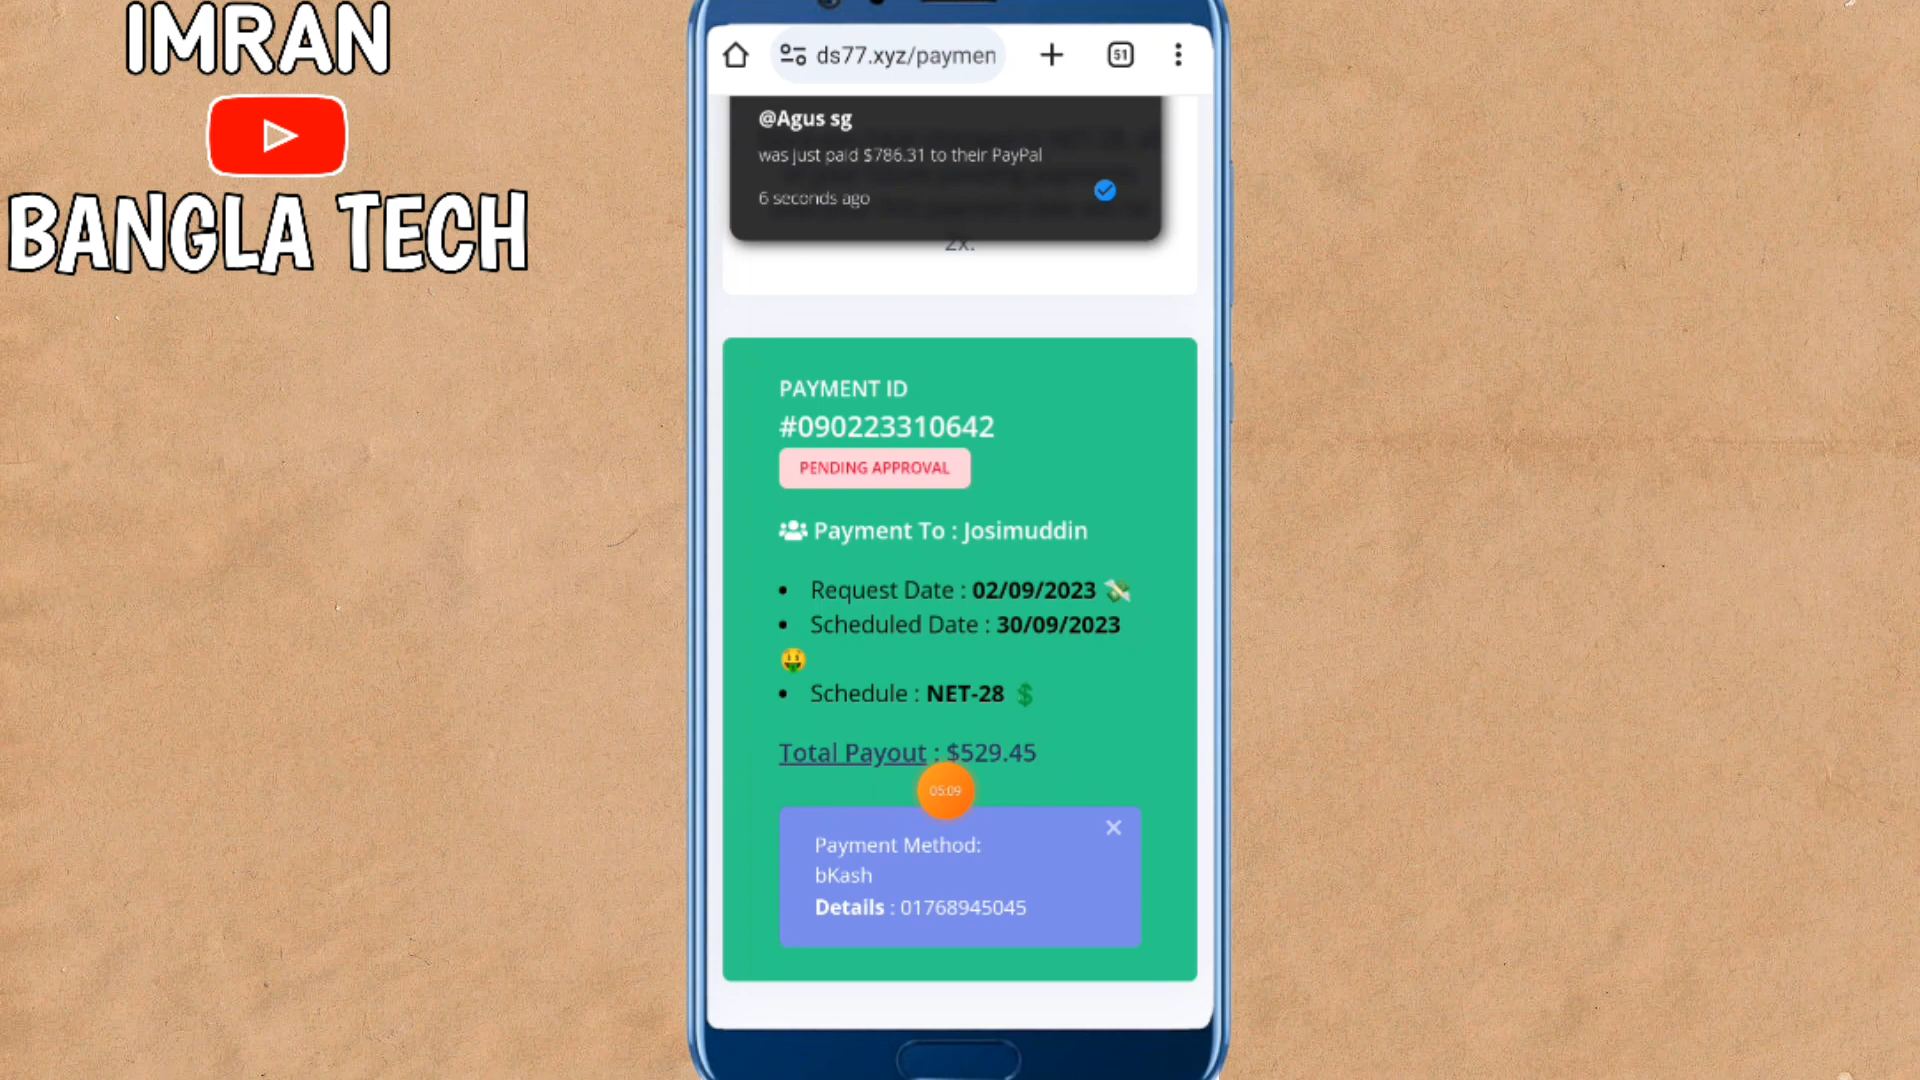 IMRAN
BANGLA TECH
ds77.xyz/paymen
51
@Agus sg
was just paid $786.31 to their PayPal
6 seconds ago
2x.
PAYMENT ID
#090223310642
PENDING APPROVAL
Payment To : Josimuddin
• Request Date : 02/09/2023 💸
• Scheduled Date : 30/09/2023
🤑
• Schedule : NET-28 💲
Total Payout : $529.45
05:09
Payment Method:
bKash
Details : 01768945045